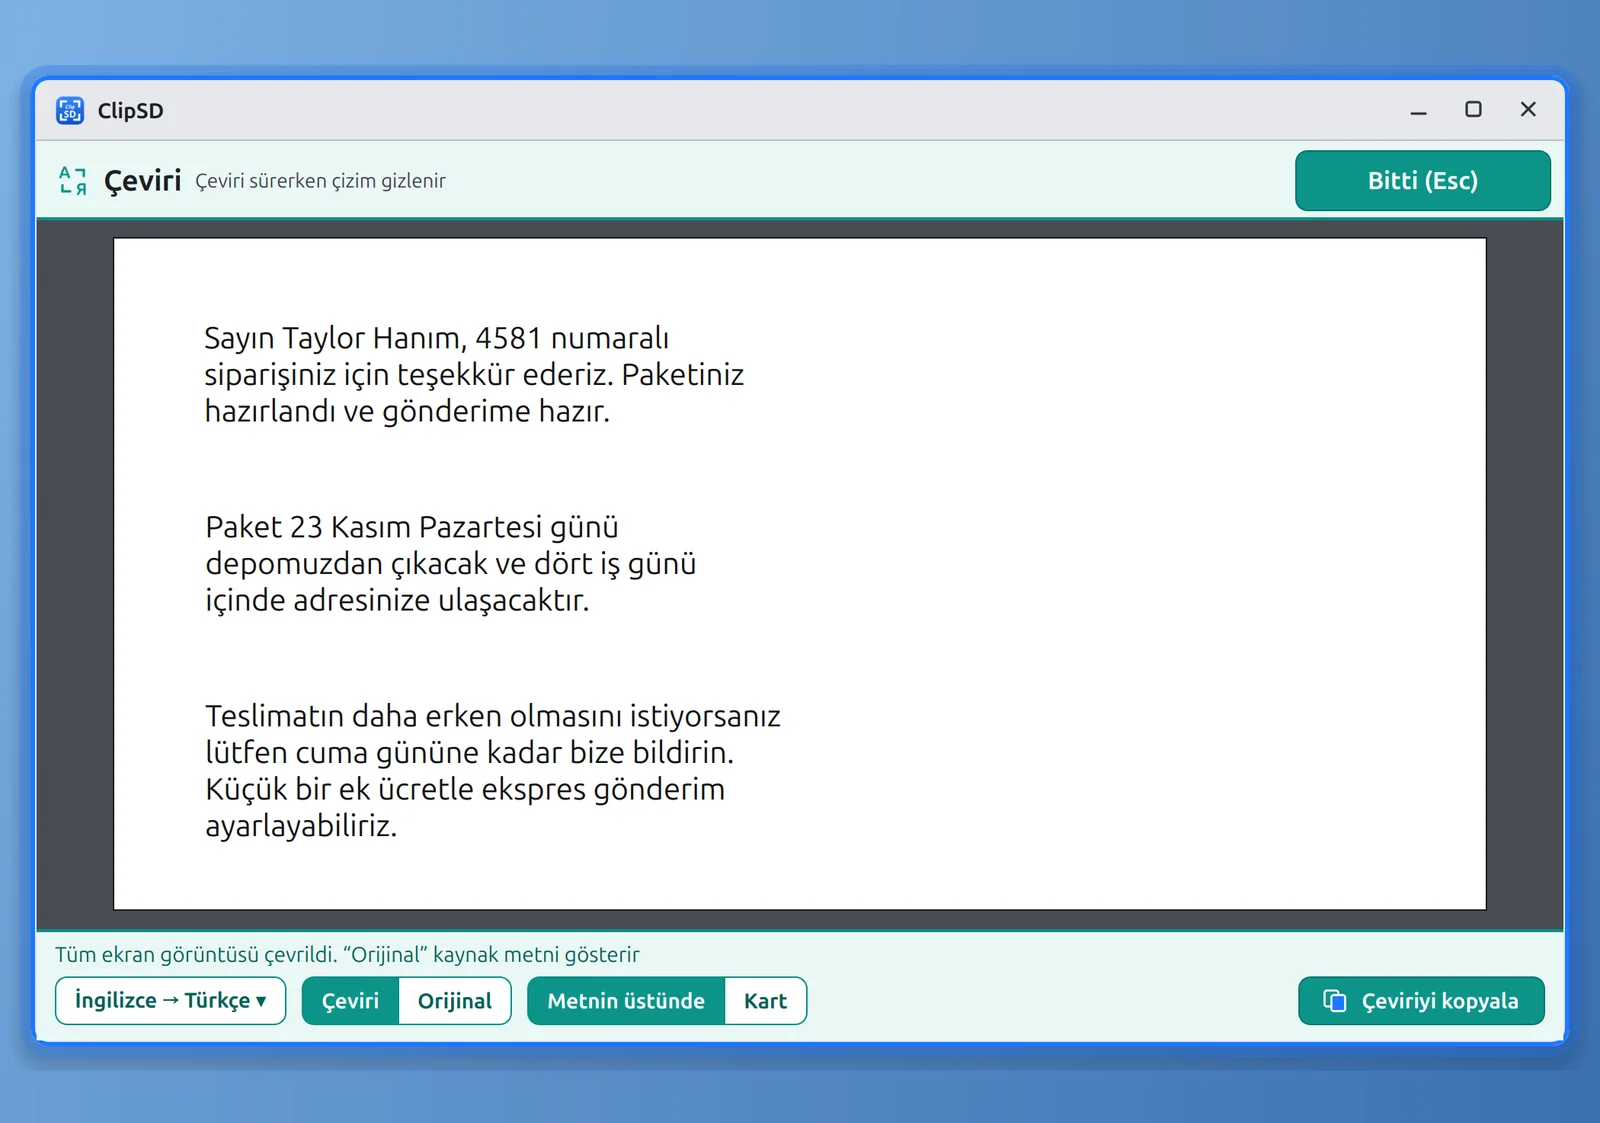 ClipSD
Çeviri Çeviri sürerken çizim gizlenir
Bitti (Esc)
Sayın Taylor Hanım, 4581 numaralı
siparişiniz için teşekkür ederiz. Paketiniz
hazırlandı ve gönderime hazır.
Paket 23 Kasım Pazartesi günü
depomuzdan çıkacak ve dört iş günü
içinde adresinize ulaşacaktır.
Teslimatın daha erken olmasını istiyorsanız
lütfen cuma gününe kadar bize bildirin.
Küçük bir ek ücretle ekspres gönderim
ayarlayabiliriz.
Tüm ekran görüntüsü çevrildi. “Orijinal” kaynak metni gösterir
İngilizce → Türkçe ▾
Çeviri
Orijinal
Metnin üstünde
Kart
Çeviriyi kopyala